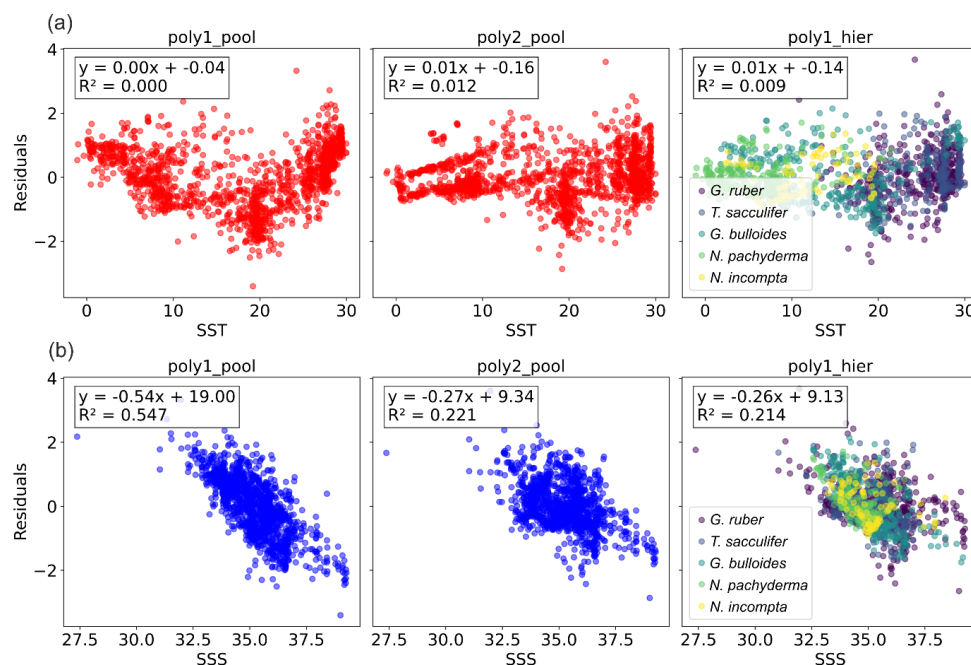 (a)
poly1_pool
poly2_pool
poly1_hier
4
2
0
−2
Residuals
y = 0.00x + -0.04
R² = 0.000
y = 0.01x + -0.16
R² = 0.012
y = 0.01x + -0.14
R² = 0.009
G. ruber
T. sacculifer
G. bulloides
N. pachyderma
N. incompta
0 10 20 30
0 10 20 30
0 10 20 30
SST
SST
SST
(b)
poly1_pool
poly2_pool
poly1_hier
4
2
0
−2
Residuals
y = -0.54x + 19.00
R² = 0.547
y = -0.27x + 9.34
R² = 0.221
y = -0.26x + 9.13
R² = 0.214
G. ruber
T. sacculifer
G. bulloides
N. pachyderma
N. incompta
27.5 30.0 32.5 35.0 37.5
27.5 30.0 32.5 35.0 37.5
27.5 30.0 32.5 35.0 37.5
SSS
SSS
SSS